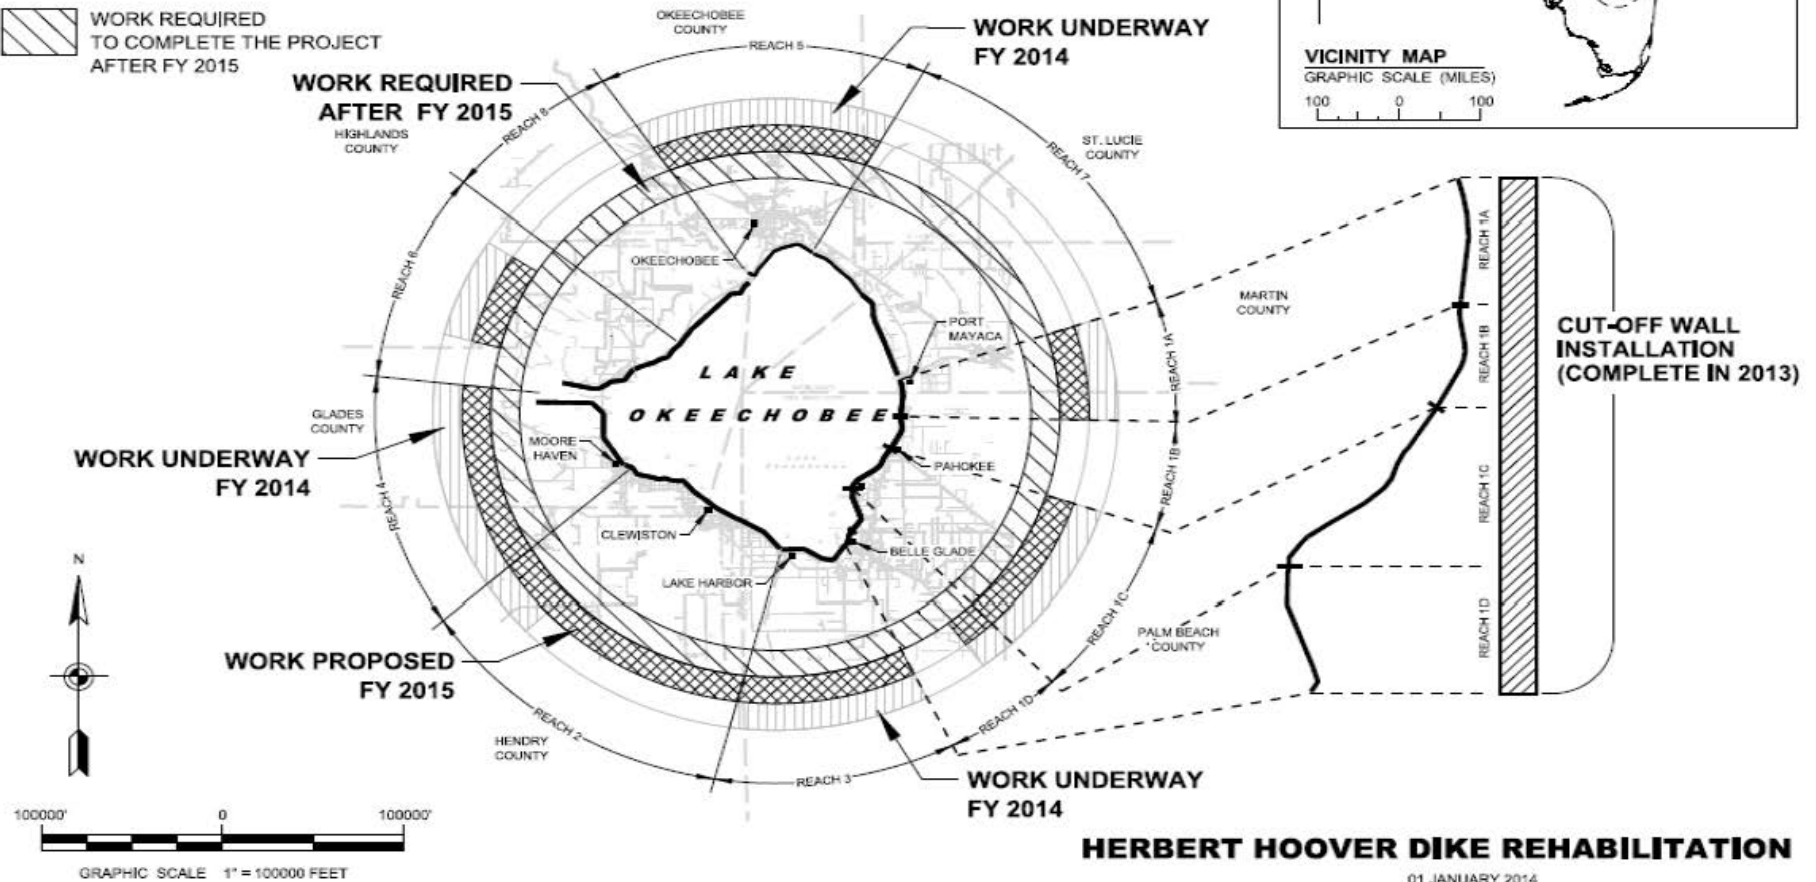 WORK REQUIRED
TO COMPLETE THE PROJECT
AFTER FY 2015
OKEECHOBEE
COUNTY
WORK UNDERWAY
FY 2014
VICINITY MAP
GRAPHIC SCALE (MILES)
100 0 100
WORK REQUIRED
AFTER FY 2015
HIGHLANDS
COUNTY
REACH 5
REACH 8
REACH 7
ST. LUCIE
COUNTY
REACH 6
OKEECHOBEE
MARTIN
COUNTY
PORT
MAYACA
REACH 1A
LAKE
OKEECHOBEE
GLADES
COUNTY
MOORE
HAVEN
PAHOKEE
REACH 1B
WORK UNDERWAY
FY 2014
REACH 4
CLEWISTON
BELLE GLADE
LAKE HARBOR
REACH 1C
PALM BEACH
COUNTY
WORK PROPOSED
FY 2015
REACH 1D
REACH 2
HENDRY
COUNTY
REACH 3
WORK UNDERWAY
FY 2014
REACH 1A
REACH 1B
REACH 1C
REACH 1D
CUT-OFF WALL
INSTALLATION
(COMPLETE IN 2013)
N
100000' 0 100000'
GRAPHIC SCALE 1" = 100000 FEET
HERBERT HOOVER DIKE REHABILITATION
01 JANUARY 2014